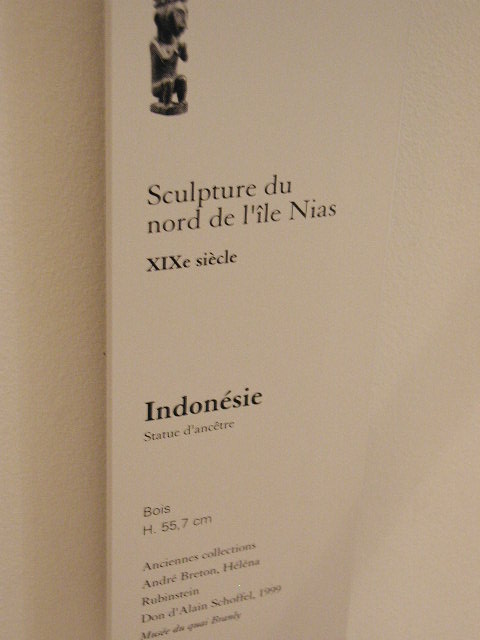 Sculpture du
nord de l'île Nias
XIXe siècle
Indonésie
Statue d'ancêtre
Bois
H. 55,7 cm
Anciennes collections
André Breton, Héléna
Rubinstein
Don d'Alain Schoffel, 1999
Musée du quai Branly